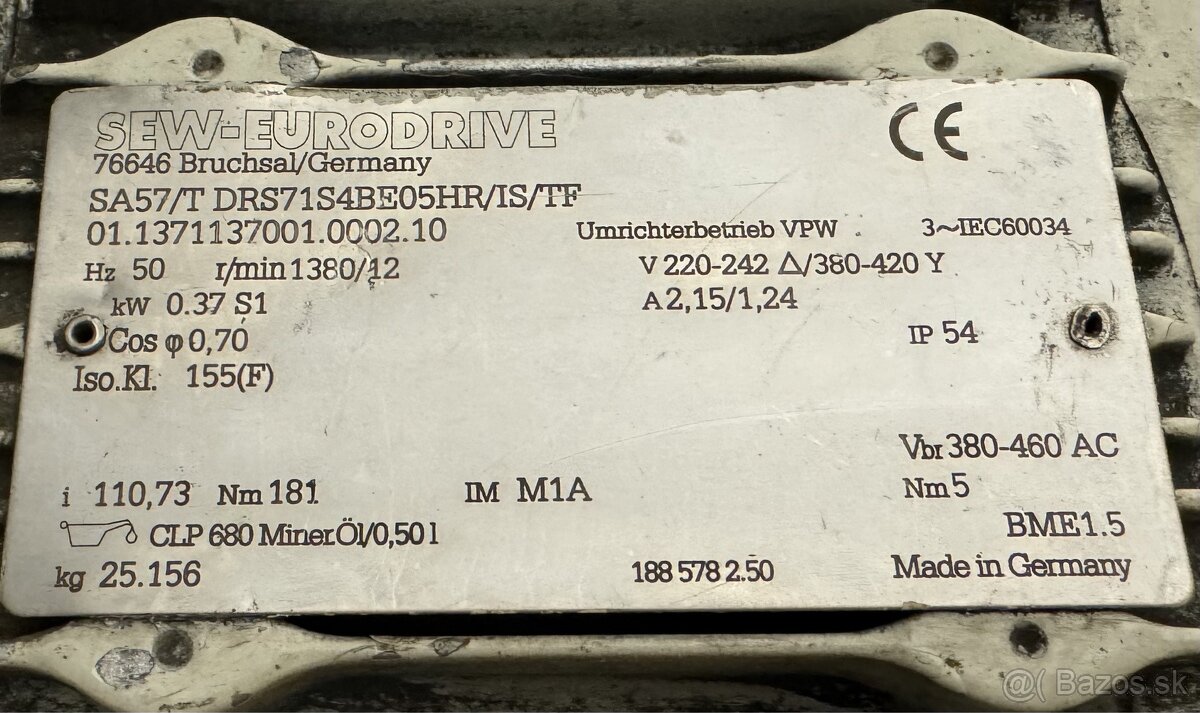 SEW-EURODRIVE
CE
76646 Bruchsal/Germany
SA57/T DRS71S4BE05HR/IS/TF
01.1371137001.0002.10 Umrichterbetrieb VPW 3~IEC60034
Hz 50 r/min 1380/12 V 220-242 Δ/380-420 Y
kW 0.37 S1 A 2,15/1,24
Cos φ 0,70 IP 54
Iso.Kl. 155(F)
Vbr 380-460 AC
i 110,73 Nm 181 IM M1A Nm 5
CLP 680 Miner.Öl/0,50 l BME1.5
kg 25.156 188 578 2.50 Made in Germany
@( Bazos.sk